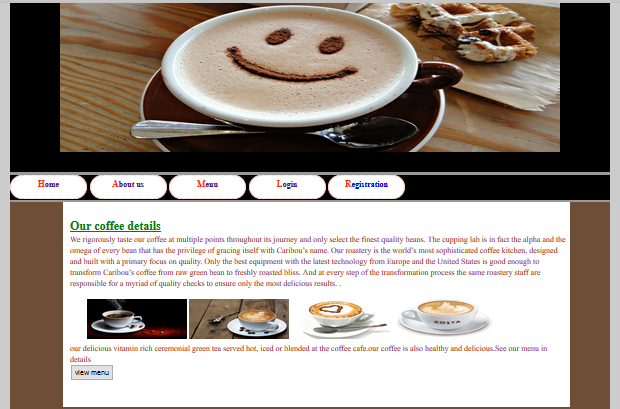 Home About us Menu Login Registration
Our coffee details
We rigorously taste our coffee at multiple points throughout its journey and only select the finest quality beans. The cupping lab is in fact the alpha and the
omega of every bean that has the privilege of gracing itself with Caribou's name. Our roastery is the world's most sophisticated coffee kitchen, designed
and built with a primary focus on quality. Only the best equipment with the latest technology from Europe and the United States is good enough to
transform Caribou's coffee from raw green bean to freshly roasted bliss. And at every step of the transformation process the same roastery staff are
responsible for a myriad of quality checks to ensure only the most delicious results. .
COSTA
our delicious vitamin rich ceremonial green tea served hot, iced or blended at the coffee cafe.our coffee is also healthy and delicious.See our menu in
details
view menu